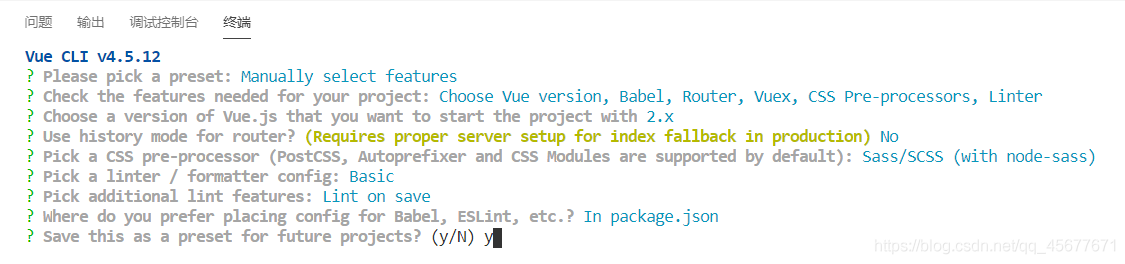 问题 输出 调试控制台 终端
Vue CLI v4.5.12
? Please pick a preset: Manually select features
? Check the features needed for your project: Choose Vue version, Babel, Router, Vuex, CSS Pre-processors, Linter
? Choose a version of Vue.js that you want to start the project with 2.x
? Use history mode for router? (Requires proper server setup for index fallback in production) No
? Pick a CSS pre-processor (PostCSS, Autoprefixer and CSS Modules are supported by default): Sass/SCSS (with node-sass)
? Pick a linter / formatter config: Basic
? Pick additional lint features: Lint on save
? Where do you prefer placing config for Babel, ESLint, etc.? In package.json
? Save this as a preset for future projects? (y/N) y
https://blog.csdn.net/qq_45677671